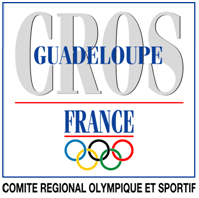 CROS
GUADELOUPE
FRANCE
COMITE REGIONAL OLYMPIQUE ET SPORTIF